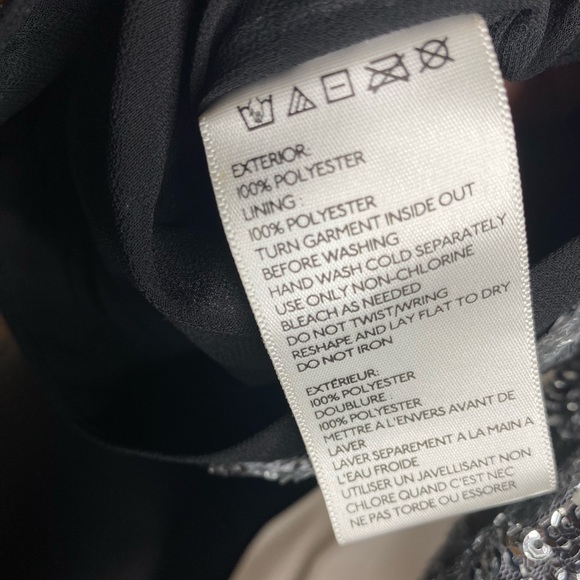 EXTERIOR:
100% POLYESTER
LINING :
100% POLYESTER
TURN GARMENT INSIDE OUT
BEFORE WASHING
HAND WASH COLD SEPARATELY
USE ONLY NON-CHLORINE
BLEACH AS NEEDED
DO NOT TWIST/WRING
RESHAPE AND LAY FLAT TO DRY
DO NOT IRON
EXTÉRIEUR:
100% POLYESTER
DOUBLURE :
100% POLYESTER
METTRE A L'ENVERS AVANT DE
LAVER
LAVER SEPAREMENT A LA MAIN A
L'EAU FROIDE
UTILISER UN JAVELLISANT NON
CHLORE QUAND C'EST NEC
NE PAS TORDE OU ESSORER